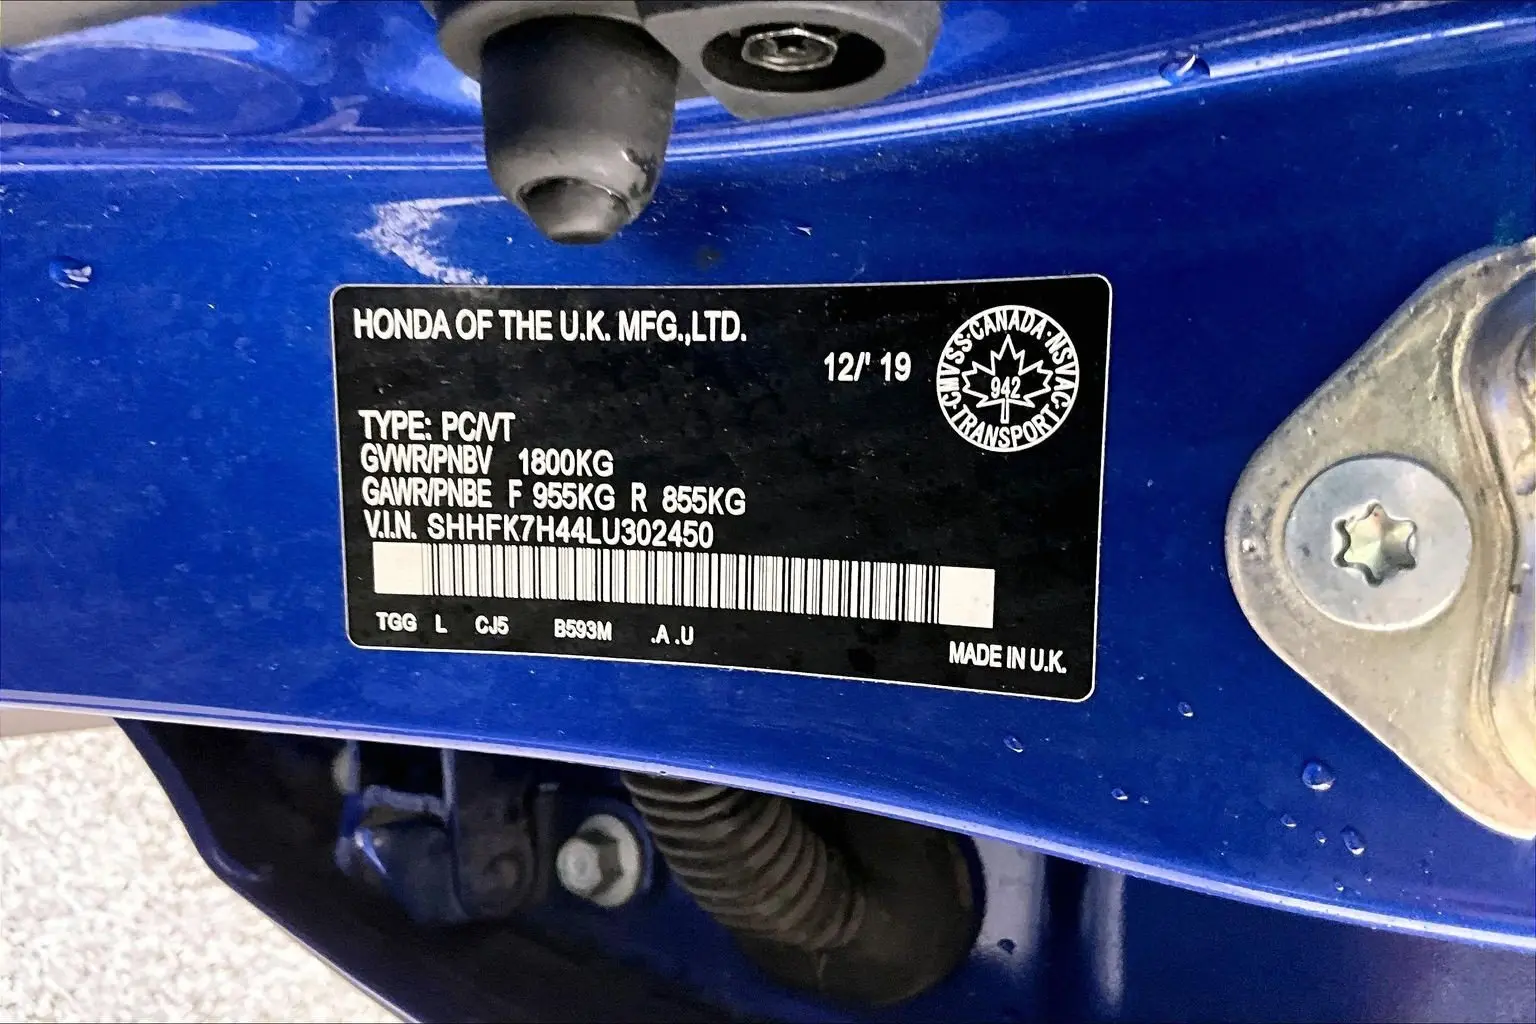 HONDA OF THE U.K. MFG.,LTD.
12/' 19
CMVSS·CANADA·NSVAC·TRANSPORT
942
TYPE: PC/VT
GVWR/PNBV 1800KG
GAWR/PNBE F 955KG R 855KG
V.I.N. SHHFK7H44LU302450
TGG L CJ5 B593M .A .U
MADE IN U.K.